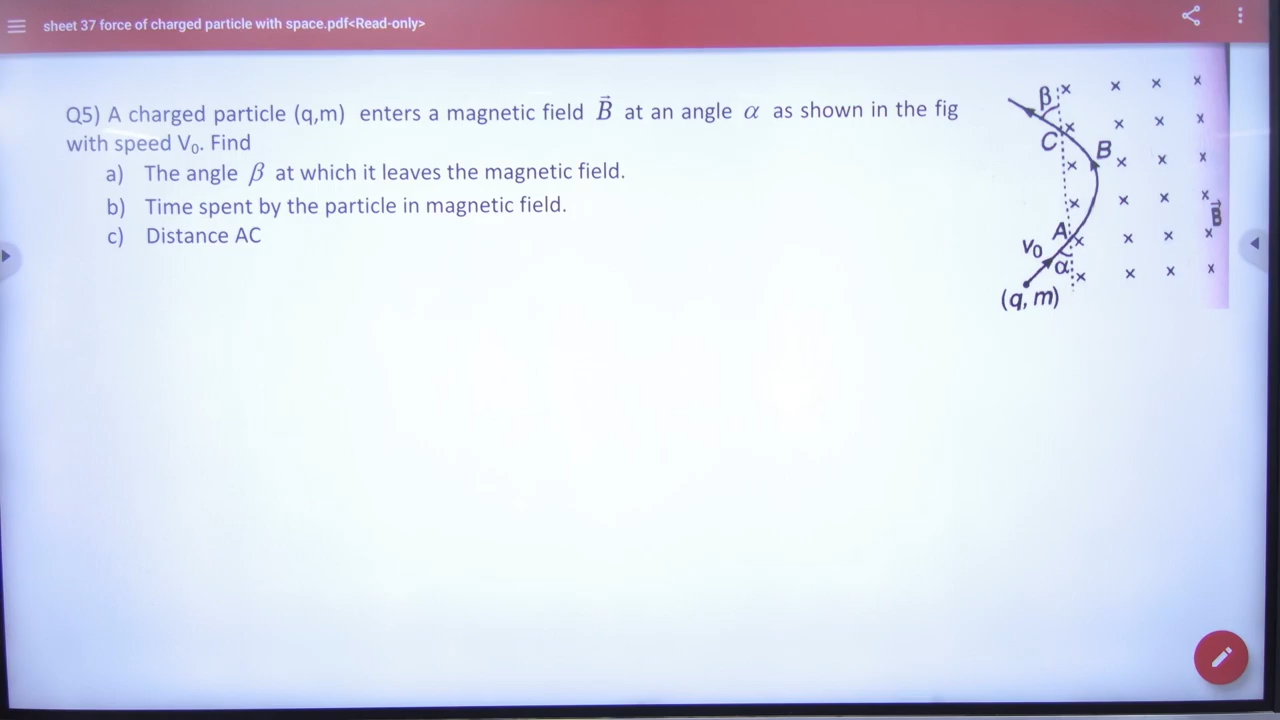 sheet 37 force of charged particle with space.pdf<Read-only>
Q5) A charged particle (q,m) enters a magnetic field B⃗ at an angle α as shown in the fig
with speed V₀. Find
a) The angle β at which it leaves the magnetic field.
b) Time spent by the particle in magnetic field.
c) Distance AC
β
C
B
B⃗
A
V₀
α
(q, m)